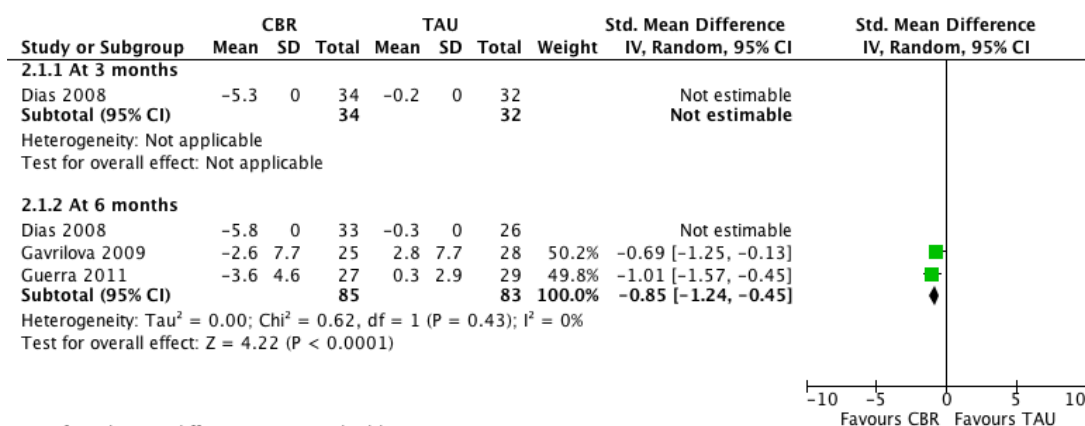 CBR TAU Std. Mean Difference Std. Mean Difference
Study or Subgroup Mean SD Total Mean SD Total Weight IV, Random, 95% CI IV, Random, 95% CI
2.1.1 At 3 months
Dias 2008 −5.3 0 34 −0.2 0 32 Not estimable
Subtotal (95% CI) 34 32 Not estimable
Heterogeneity: Not applicable
Test for overall effect: Not applicable
2.1.2 At 6 months
Dias 2008 −5.8 0 33 −0.3 0 26 Not estimable
Gavrilova 2009 −2.6 7.7 25 2.8 7.7 28 50.2% −0.69 [−1.25, −0.13]
Guerra 2011 −3.6 4.6 27 0.3 2.9 29 49.8% −1.01 [−1.57, −0.45]
Subtotal (95% CI) 85 83 100.0% −0.85 [−1.24, −0.45]
Heterogeneity: Tau² = 0.00; Chi² = 0.62, df = 1 (P = 0.43); I² = 0%
Test for overall effect: Z = 4.22 (P < 0.0001)
−10 −5 0 5 10
Favours CBR Favours TAU